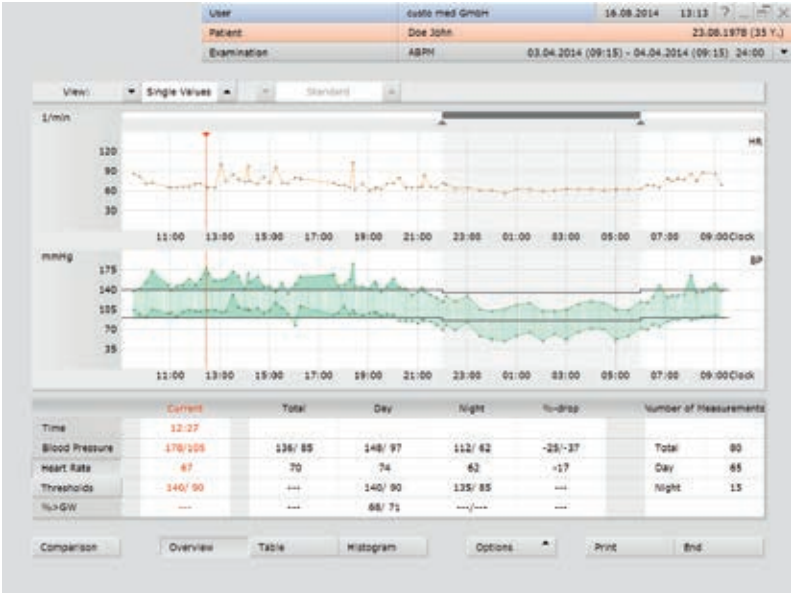 User custo med GmbH 16.08.2014 13:13 ?
Patient Doe John 23.08.1978 (35 Y.)
Examination ABPM 03.04.2014 (09:15) - 04.04.2014 (09:15) 24:00
View: Single Values Standard
1/min
HR
120
90
60
30
11:00 13:00 15:00 17:00 19:00 21:00 23:00 01:00 03:00 05:00 07:00 09:00 Clock
mmHg
BP
175
140
105
70
35
11:00 13:00 15:00 17:00 19:00 21:00 23:00 01:00 03:00 05:00 07:00 09:00 Clock
Current Total Day Night %-drop Number of Measurements
Time 12:27
Blood Pressure 178/105 136/ 85 148/ 97 112/ 62 -25/-37 Total 80
Heart Rate 67 70 74 62 -17 Day 65
Thresholds 140/ 90 --- 140/ 90 135/ 85 --- Night 15
%>GW --- --- 68/ 71 ---/--- ---
Comparison Overview Table Histogram Options Print End